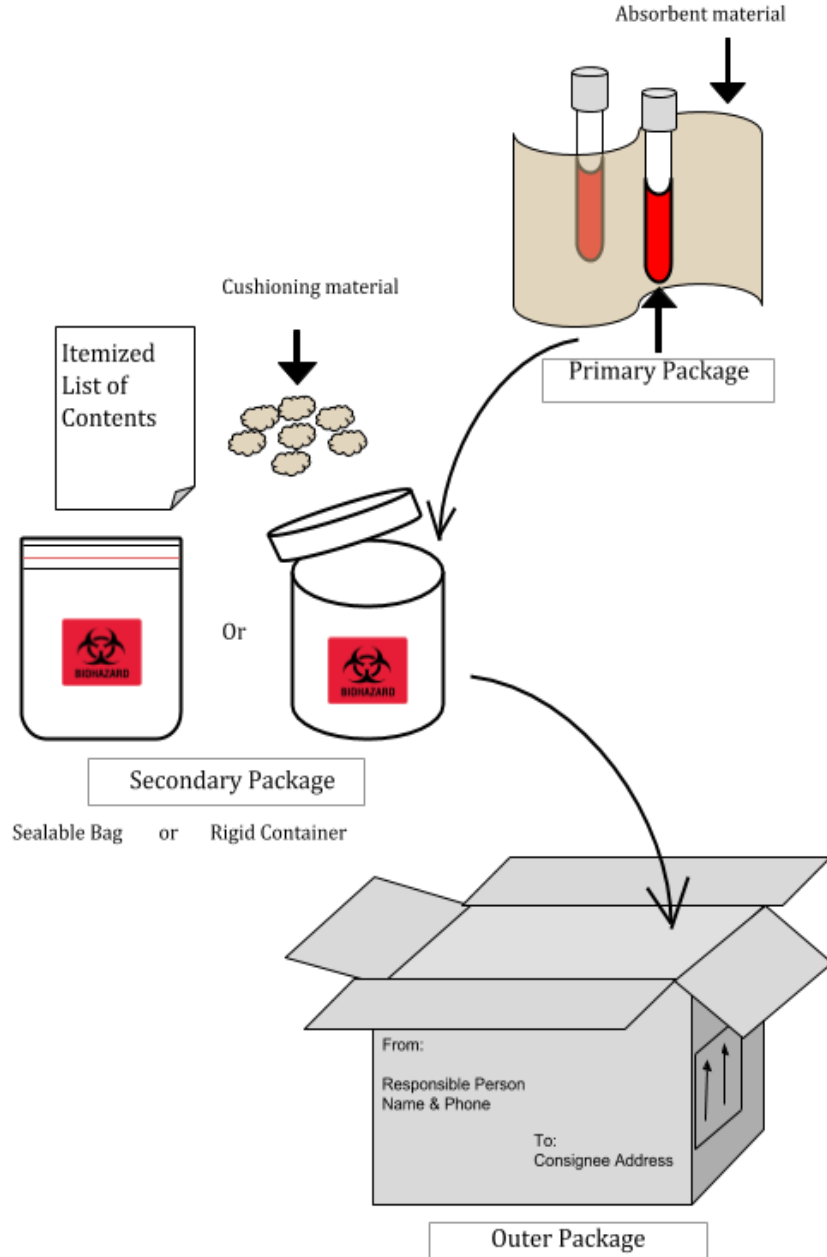 Absorbent material
Cushioning material
Itemized
List of
Contents
Primary Package
Or
BIOHAZARD
BIOHAZARD
Secondary Package
Sealable Bag or Rigid Container
From:
Responsible Person
Name & Phone
To:
Consignee Address
Outer Package